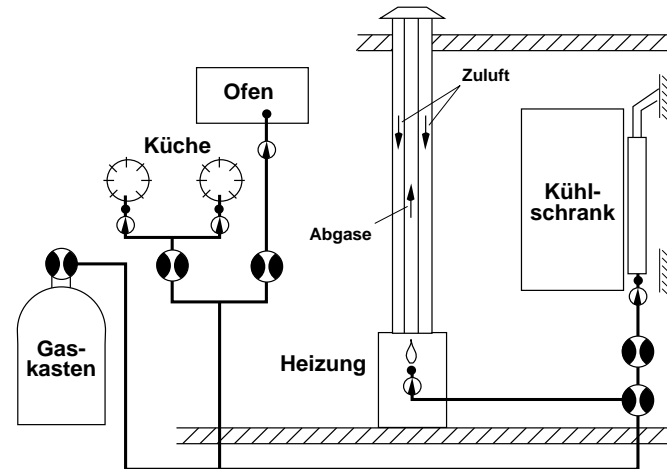 Zuluft
Ofen
Küche
Kühl-
schrank
Abgase
Gas-
kasten
Heizung